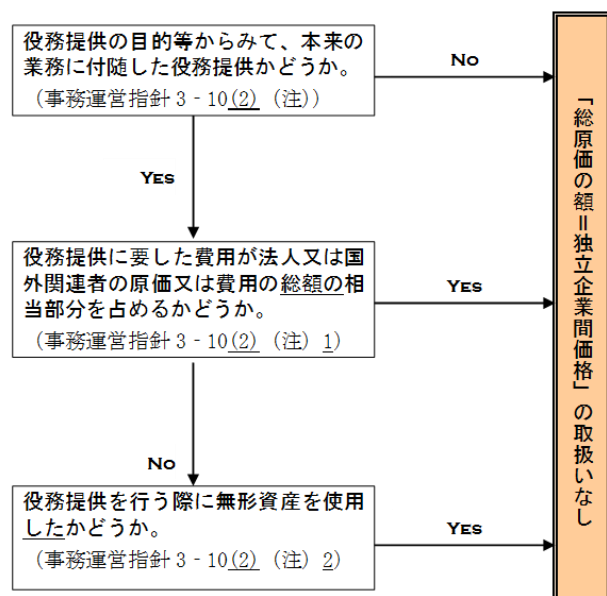 役務提供の目的等からみて、本来の
業務に付随した役務提供かどうか。
（事務運営指針３‐10(2)（注））
No
Yes
役務提供に要した費用が法人又は国
外関連者の原価又は費用の総額の相
当部分を占めるかどうか。
（事務運営指針３‐10(2)（注）1）
Yes
No
役務提供を行う際に無形資産を使用
したかどうか。
（事務運営指針３‐10(2)（注）2）
Yes
「総原価の額＝独立企業間価格」の取扱いなし